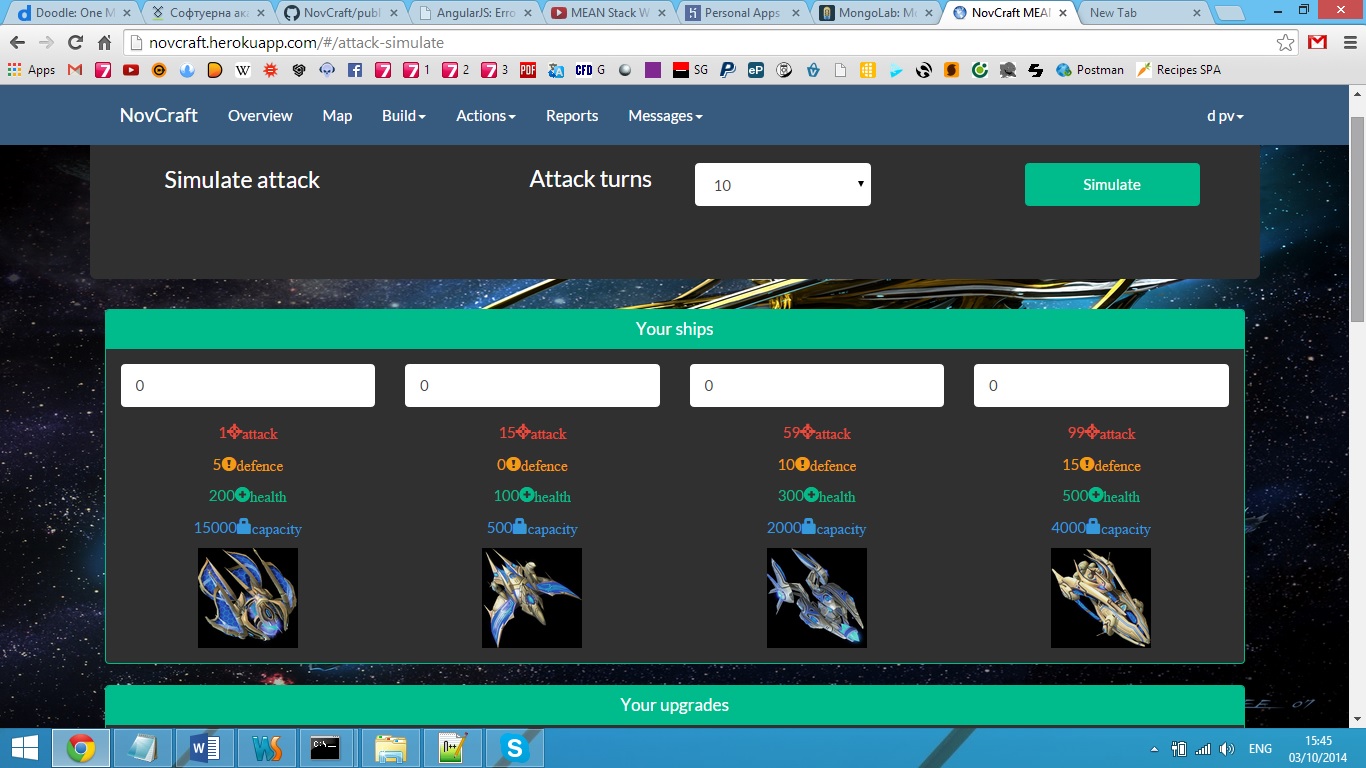 Doodle: One M
Софтуерна ака
NovCraft/publ
AngularJS: Erro
MEAN Stack W
Personal Apps
MongoLab: M
NovCraft MEA
New Tab
novcraft.herokuapp.com/#/attack-simulate
Apps 7 W 7 7 1 7 2 7 3 PDF CFD G SG eP Postman Recipes SPA
NovCraft Overview Map Build Actions Reports Messages d pv
Simulate attack Attack turns 10 Simulate
Your ships
0 0 0 0
1 attack 15 attack 59 attack 99 attack
5 defence 0 defence 10 defence 15 defence
200 health 100 health 300 health 500 health
15000 capacity 500 capacity 2000 capacity 4000 capacity
Your upgrades
07
ENG 15:45
03/10/2014